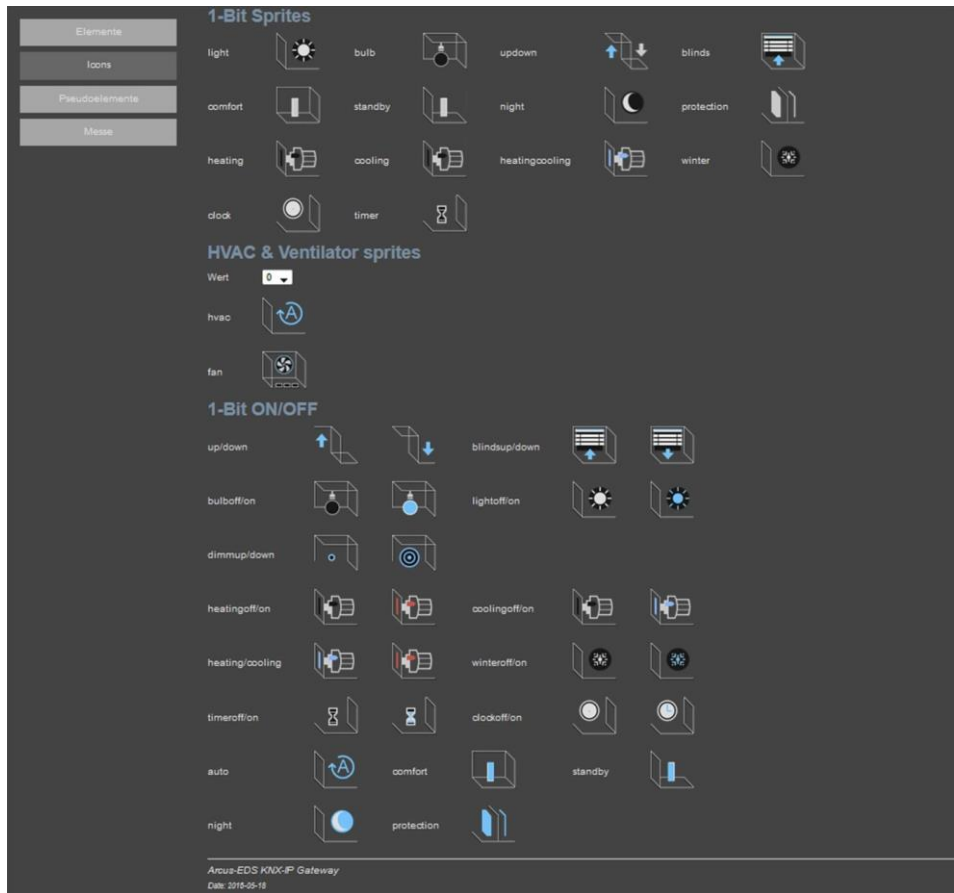 Elemente
Icons
Pseudoelemente
Messe
1-Bit Sprites
light bulb updown blinds
comfort standby night protection
heating cooling heatingcooling winter
clock timer
HVAC & Ventilator sprites
Wert 0
hvac A
fan
1-Bit ON/OFF
up/down blindsup/down
bulboff/on lightoff/on
dimmup/down
heatingoff/on coolingoff/on
heating/cooling winteroff/on
timeroff/on clockoff/on
auto A comfort standby
night protection
Arcus-EDS KNX-IP Gateway
Date: 2018-05-18